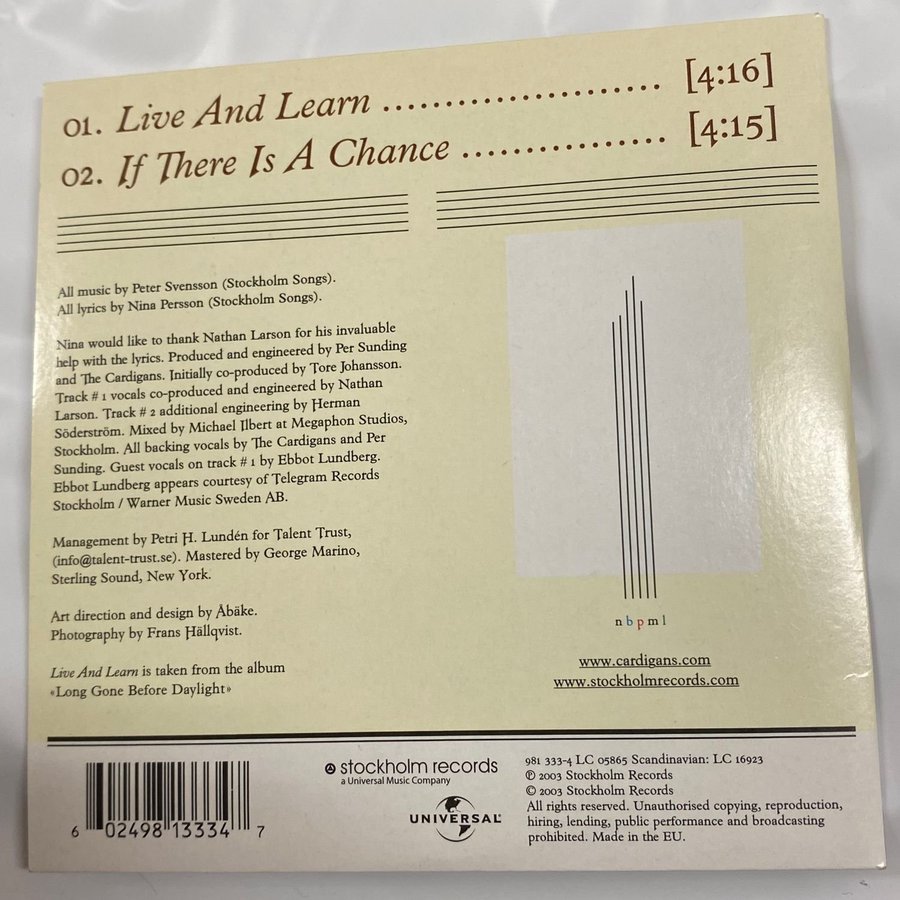 01. Live And Learn ...................... [4:16]
02. If There Is A Chance ................ [4:15]
All music by Peter Svensson (Stockholm Songs).
All lyrics by Nina Persson (Stockholm Songs).
Nina would like to thank Nathan Larson for his invaluable
help with the lyrics. Produced and engineered by Per Sunding
and The Cardigans. Initially co-produced by Tore Johansson.
Track # 1 vocals co-produced and engineered by Nathan
Larson. Track # 2 additional engineering by Herman
Söderström. Mixed by Michael Ilbert at Megaphon Studios,
Stockholm. All backing vocals by The Cardigans and Per
Sunding. Guest vocals on track # 1 by Ebbot Lundberg.
Ebbot Lundberg appears courtesy of Telegram Records
Stockholm / Warner Music Sweden AB.
Management by Petri H. Lundén for Talent Trust,
(info@talent-trust.se). Mastered by George Marino,
Sterling Sound, New York.
Art direction and design by Åbäke.
Photography by Frans Hällqvist.
Live And Learn is taken from the album
«Long Gone Before Daylight»
n b p m l
www.cardigans.com
www.stockholmrecords.com
6 02498 13334 7
stockholm records
a Universal Music Company
UNIVERSAL
981 333-4 LC 05865 Scandinavian: LC 16923
℗ 2003 Stockholm Records
© 2003 Stockholm Records
All rights reserved. Unauthorised copying, reproduction,
hiring, lending, public performance and broadcasting
prohibited. Made in the EU.